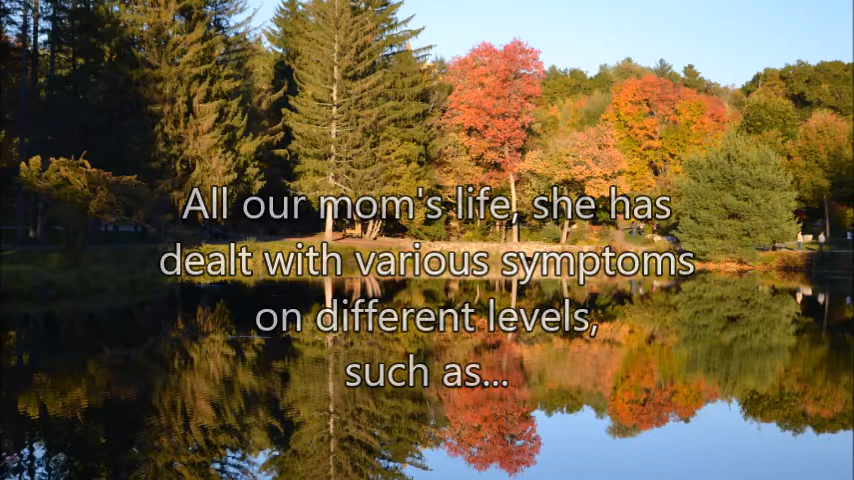 All our mom's life, she has
dealt with various symptoms
on different levels,
such as...